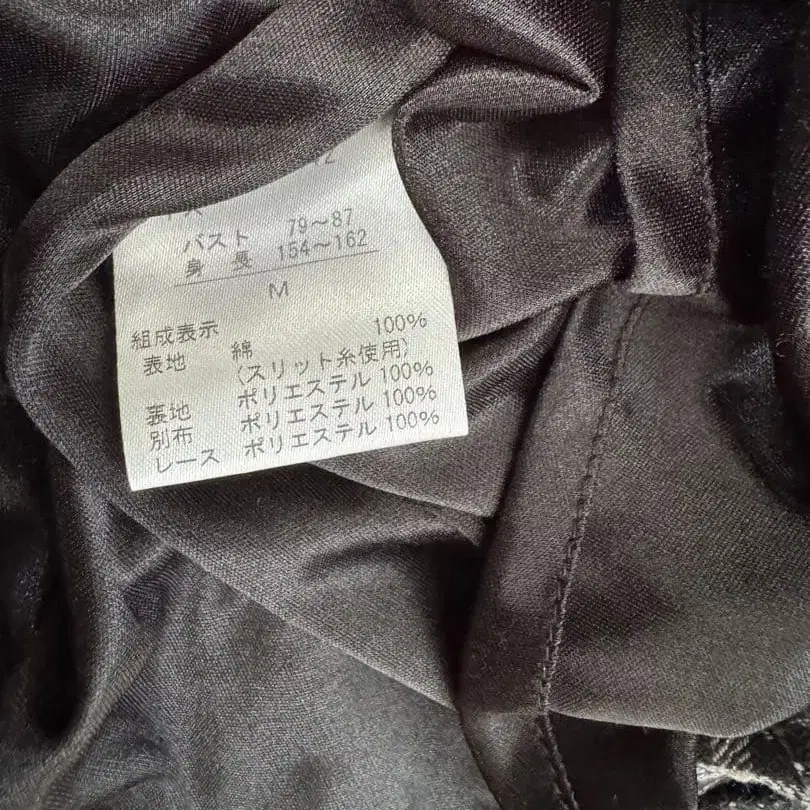 バスト 79～87
身長 154～162
M
組成表示
表地 綿 100%
(スリット糸使用)
裏地 ポリエステル 100%
別布 ポリエステル 100%
レース ポリエステル 100%